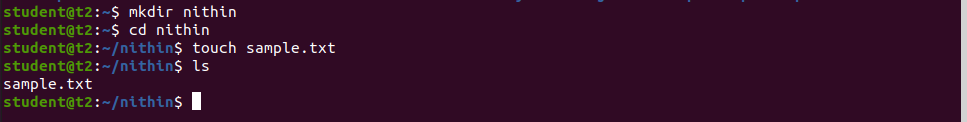 student@t2:~$ mkdir nithin
student@t2:~$ cd nithin
student@t2:~/nithin$ touch sample.txt
student@t2:~/nithin$ ls
sample.txt
student@t2:~/nithin$